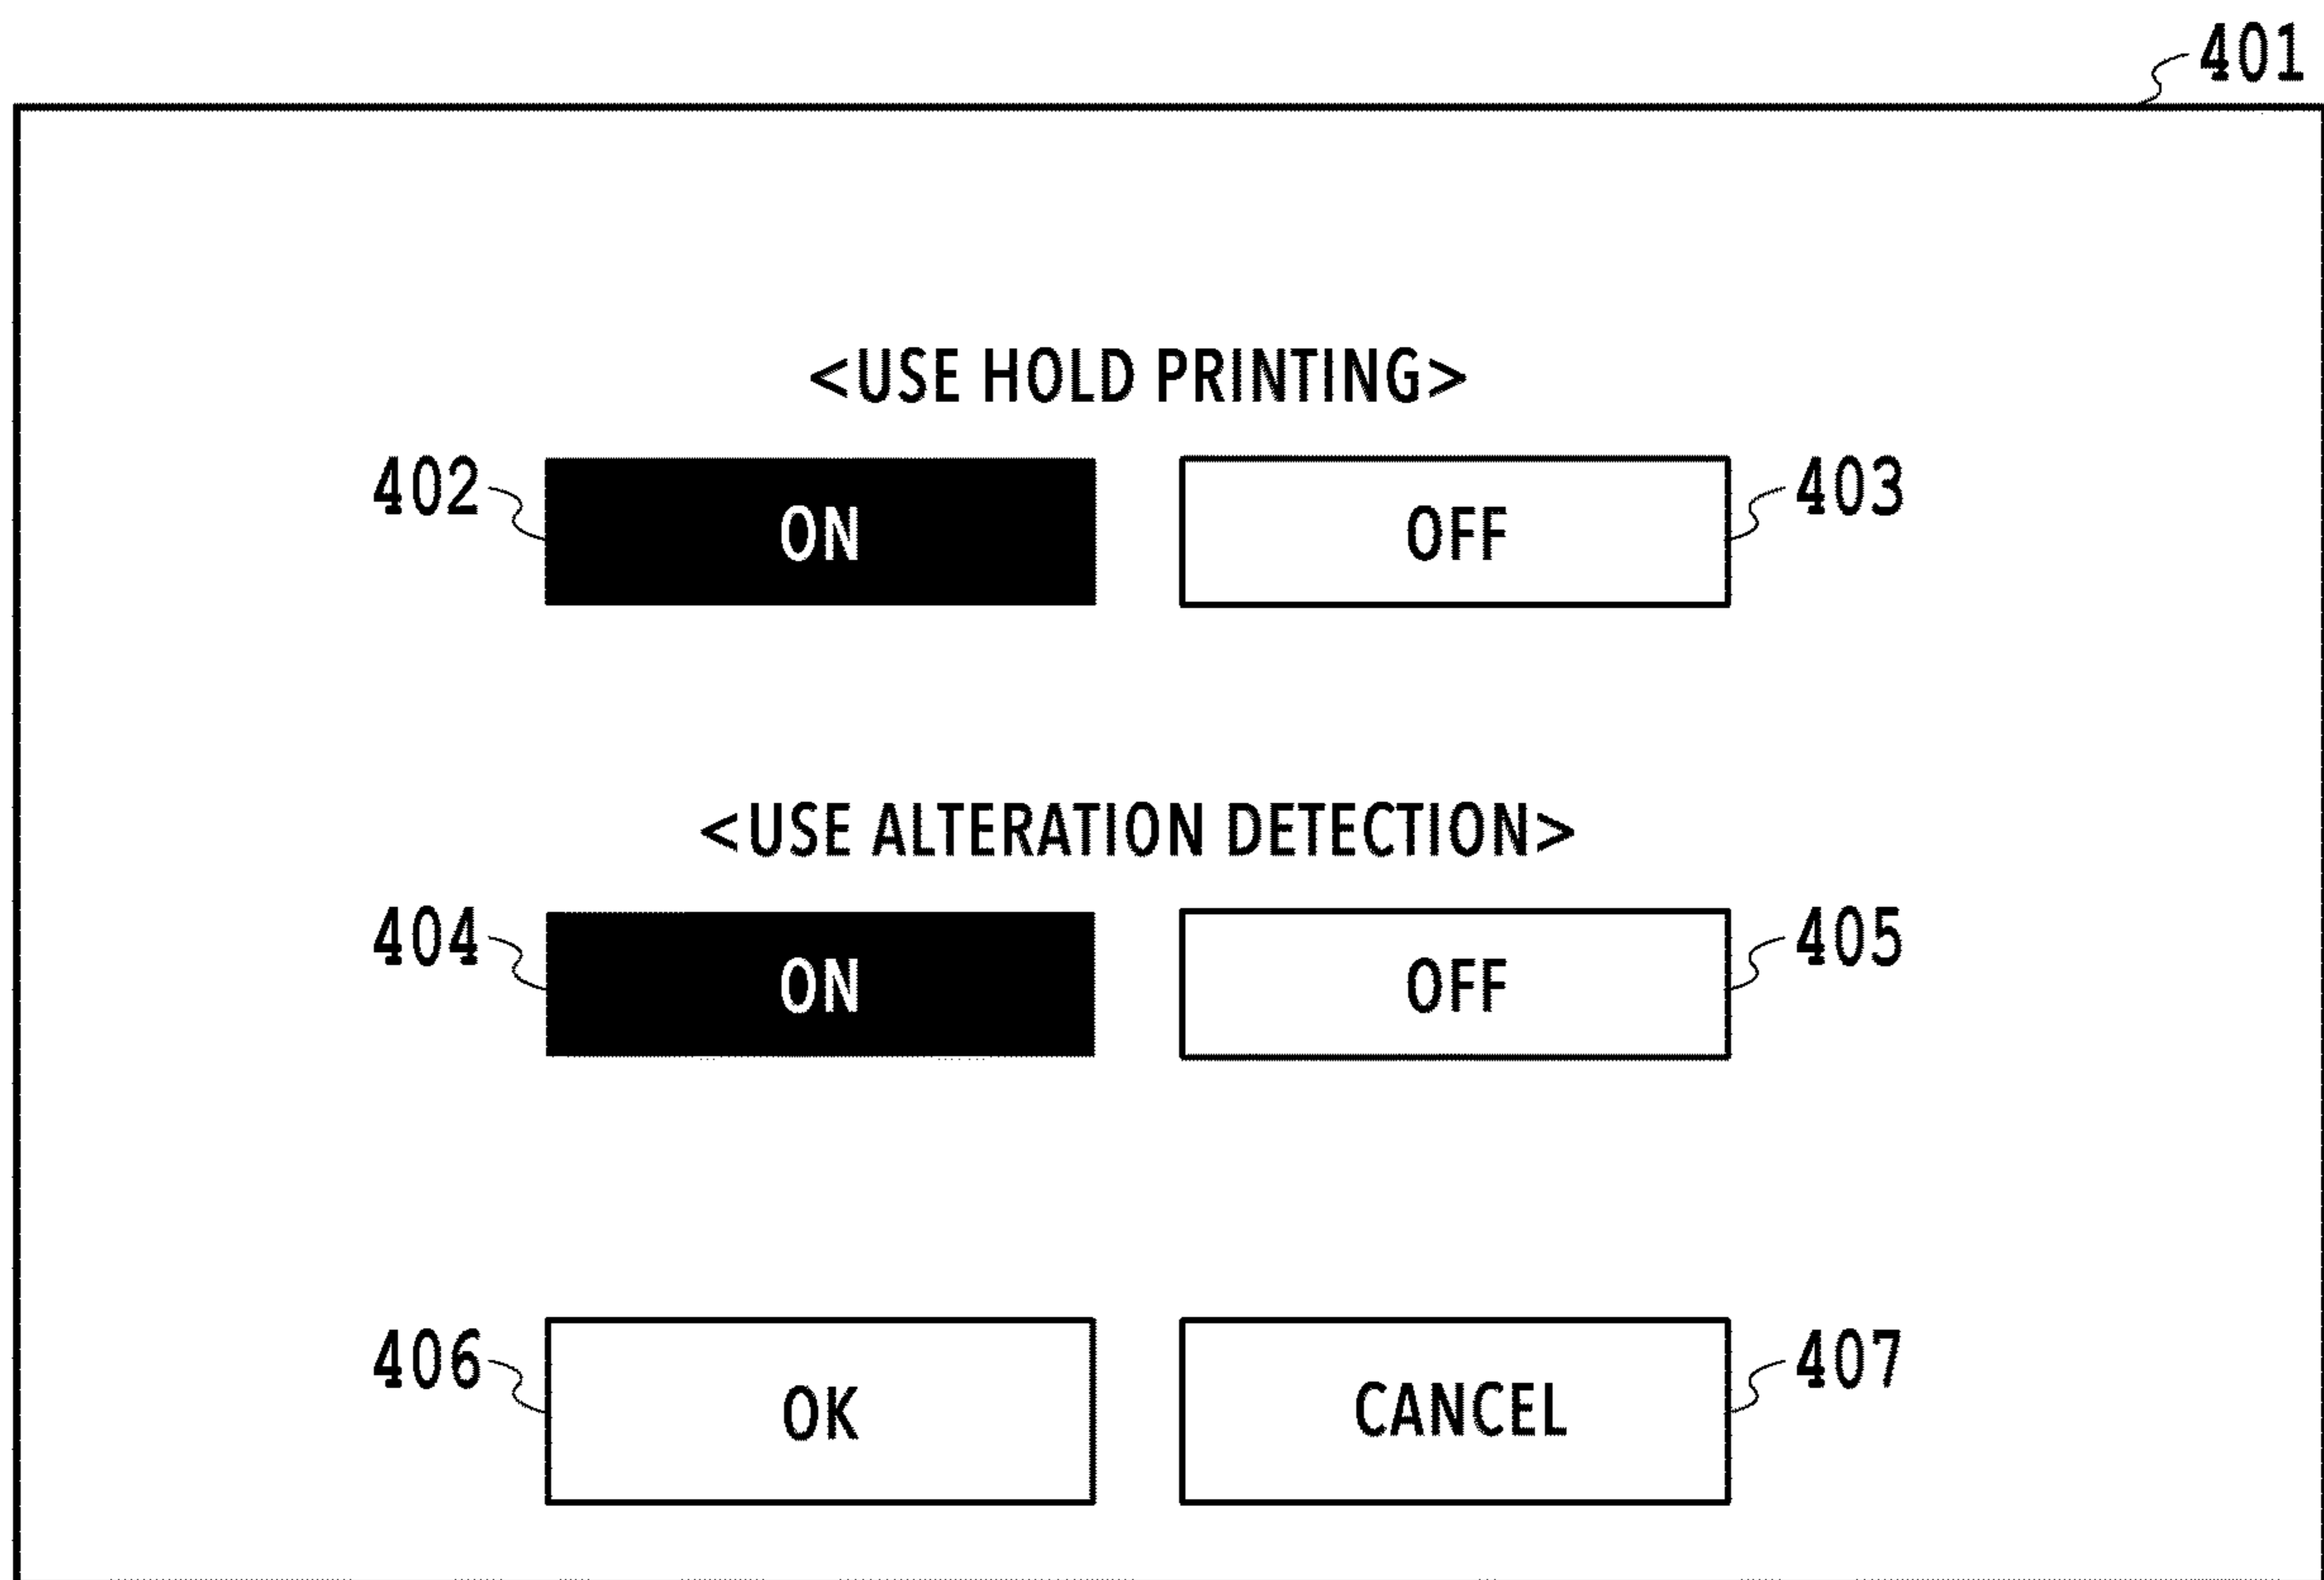 401
<USE HOLD PRINTING>
402 ON OFF 403
<USE ALTERATION DETECTION>
404 ON OFF 405
406 OK CANCEL 407